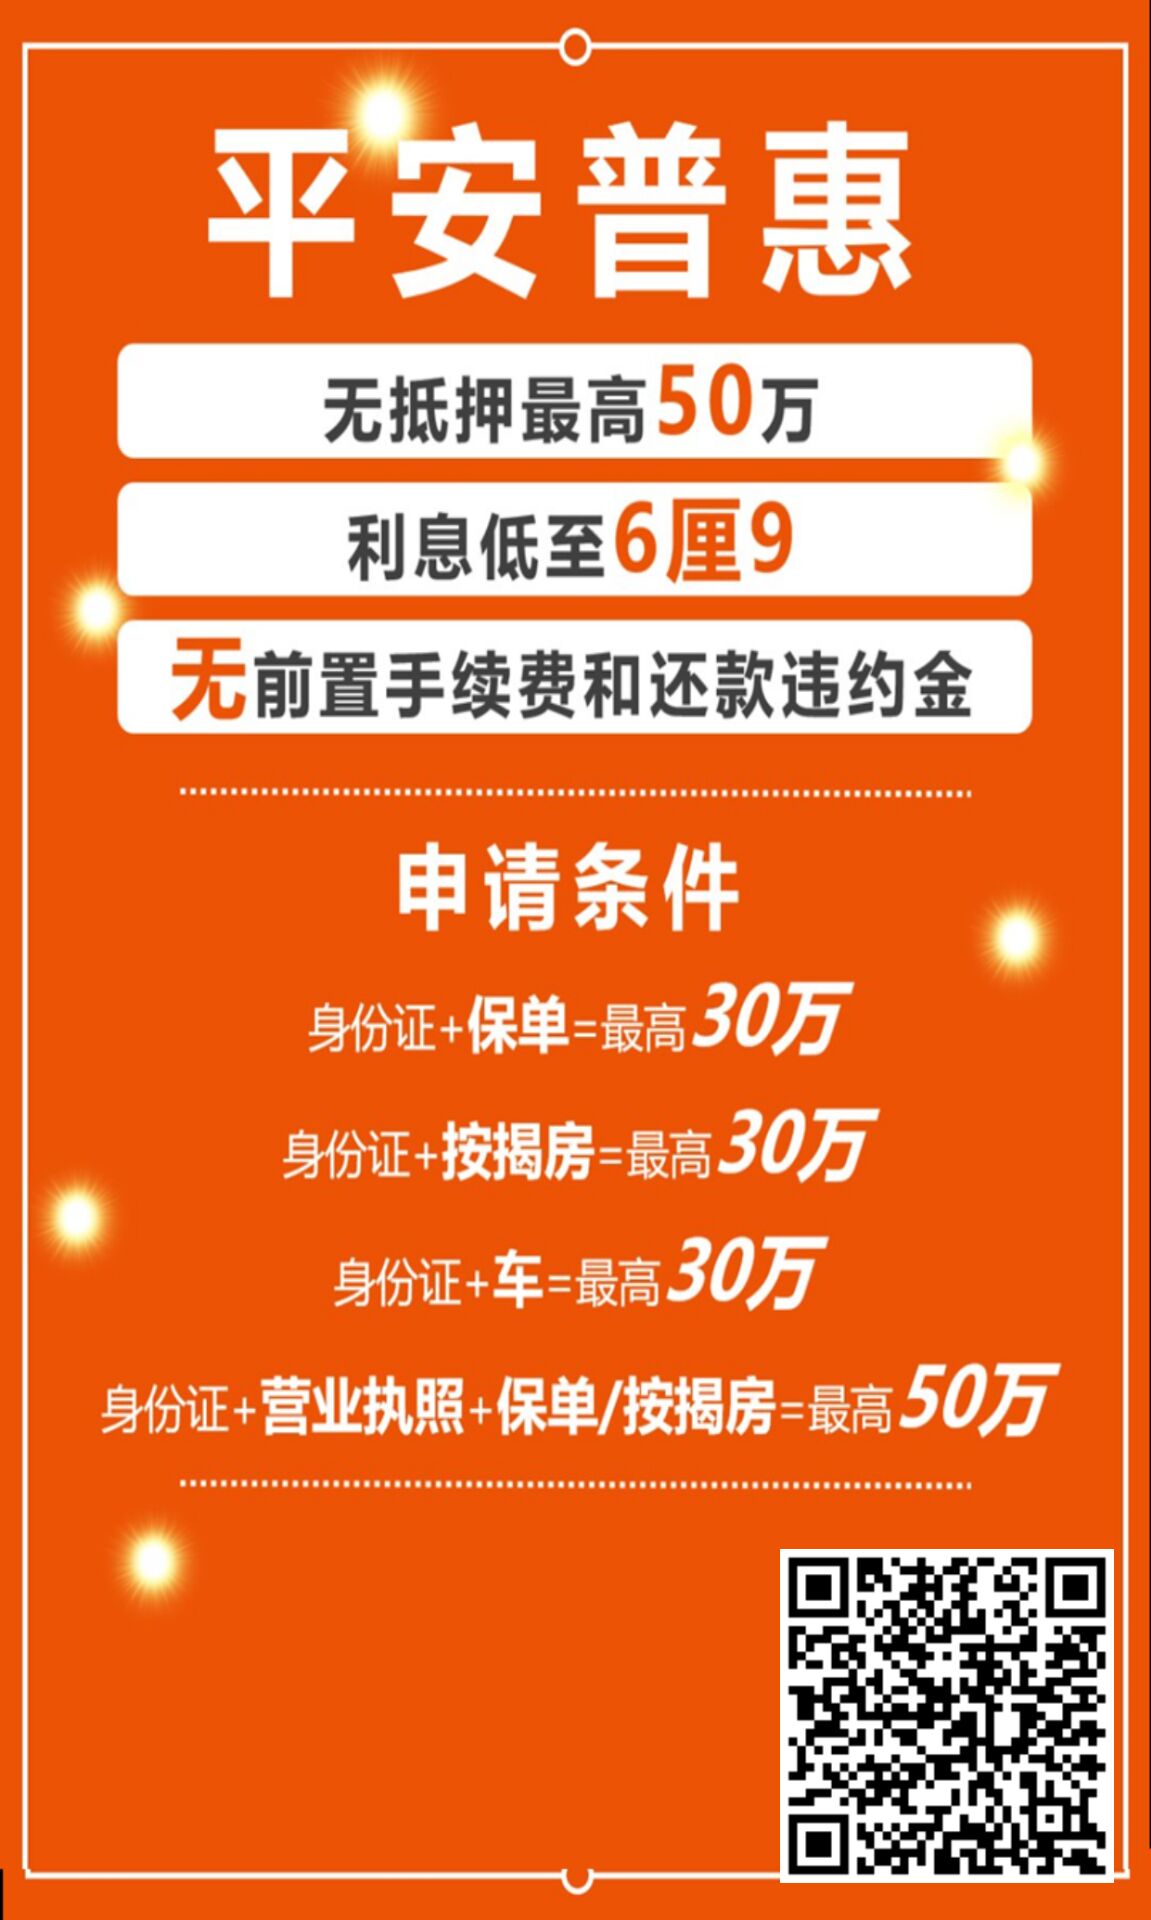 平安普惠
无抵押最高50万
利息低至6厘9
无前置手续费和还款违约金
申请条件
身份证+保单=最高30万
身份证+按揭房=最高30万
身份证+车=最高30万
身份证+营业执照+保单/按揭房=最高50万